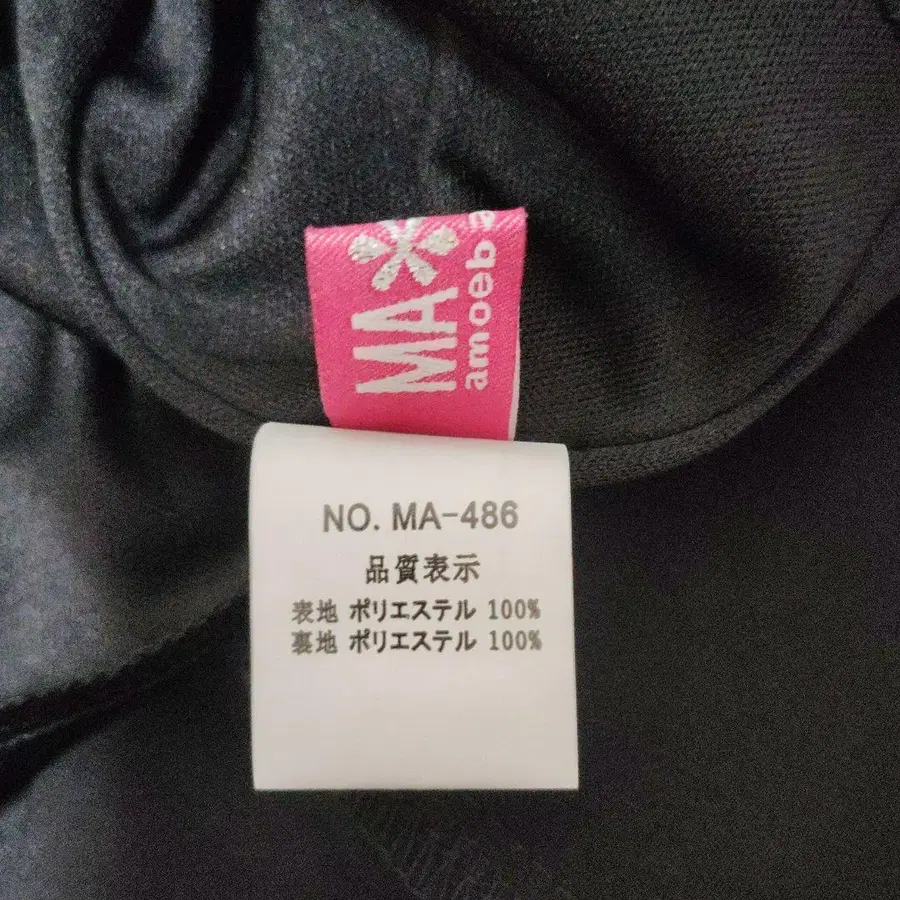 MA*
amoeba
NO. MA-486
品質表示
表地 ポリエステル 100%
裏地 ポリエステル 100%